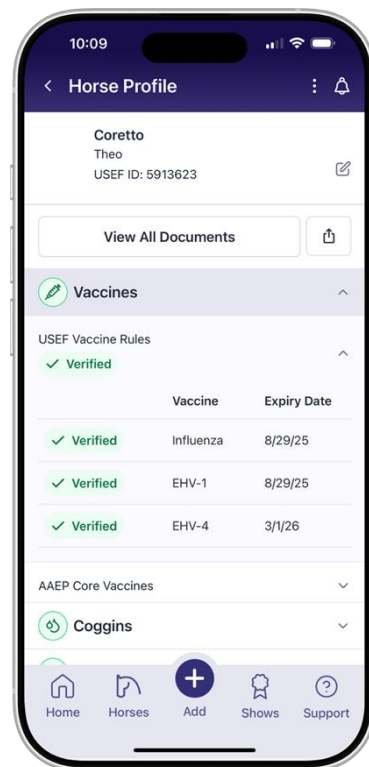 10:09
Horse Profile
Coretto
Theo
USEF ID: 5913623
View All Documents
Vaccines
USEF Vaccine Rules
Verified
Vaccine Expiry Date
Verified Influenza 8/29/25
Verified EHV-1 8/29/25
Verified EHV-4 3/1/26
AAEP Core Vaccines
Coggins
Home Horses Add Shows Support